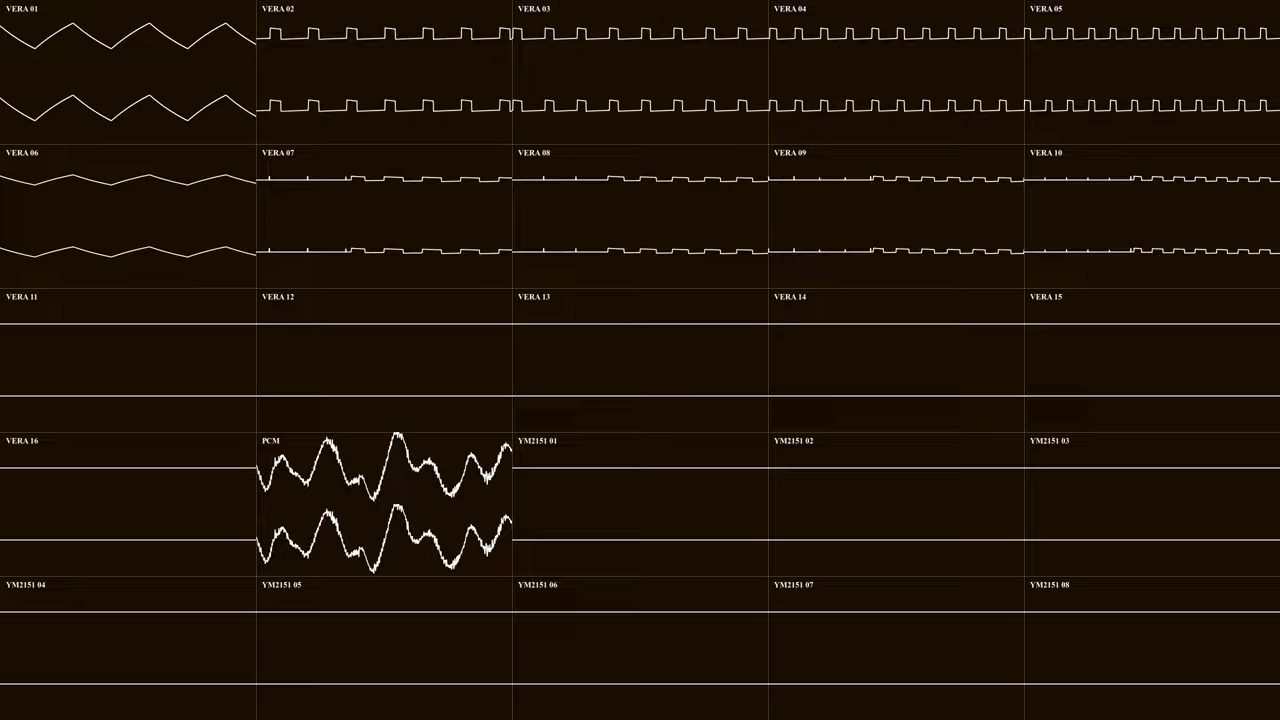 VERA 01
VERA 02
VERA 03
VERA 04
VERA 05
VERA 06
VERA 07
VERA 08
VERA 09
VERA 10
VERA 11
VERA 12
VERA 13
VERA 14
VERA 15
VERA 16
PCM
YM2151 01
YM2151 02
YM2151 03
YM2151 04
YM2151 05
YM2151 06
YM2151 07
YM2151 08